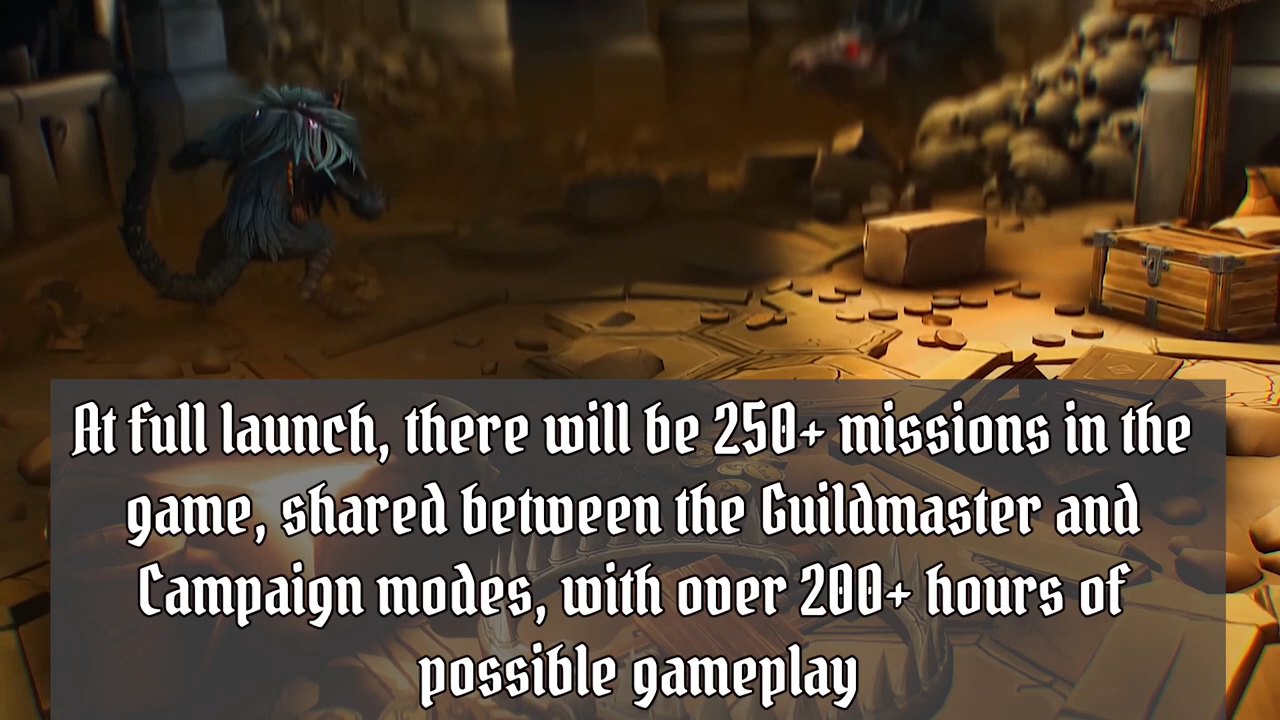 At full launch, there will be 250+ missions in the
game, shared between the Guildmaster and
Campaign modes, with over 200+ hours of
possible gameplay